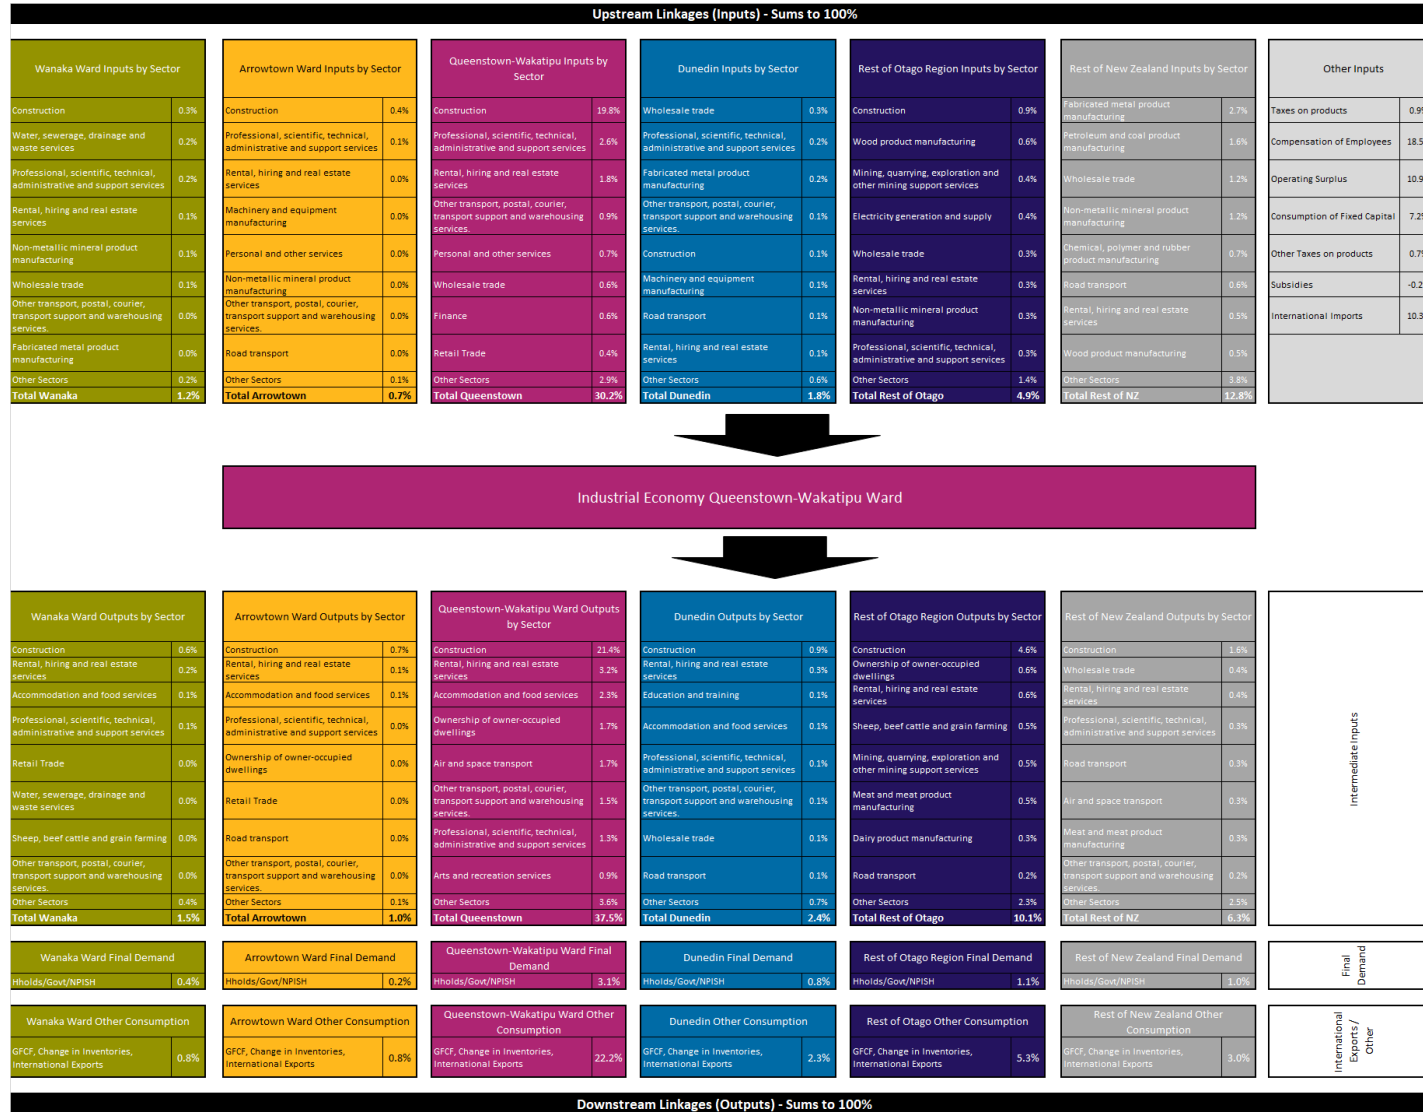 Upstream Linkages (Inputs) - Sums to 100%
Wanaka Ward Inputs by Sector
Construction 0.3%
Water, sewerage, drainage and
waste services 0.2%
Professional, scientific, technical,
administrative and support services 0.2%
Rental, hiring and real estate
services 0.1%
Non-metallic mineral product
manufacturing 0.1%
Wholesale trade 0.1%
Other transport, postal, courier,
transport support and warehousing
services. 0.0%
Fabricated metal product
manufacturing 0.0%
Other Sectors 0.2%
Total Wanaka 1.2%
Arrowtown Ward Inputs by Sector
Construction 0.4%
Professional, scientific, technical,
administrative and support services 0.1%
Rental, hiring and real estate
services 0.0%
Machinery and equipment
manufacturing 0.0%
Personal and other services 0.0%
Non-metallic mineral product
manufacturing 0.0%
Other transport, postal, courier,
transport support and warehousing
services. 0.0%
Road transport 0.0%
Other Sectors 0.1%
Total Arrowtown 0.7%
Queenstown-Wakatipu Inputs by
Sector
Construction 19.8%
Professional, scientific, technical,
administrative and support services 2.6%
Rental, hiring and real estate
services 1.8%
Other transport, postal, courier,
transport support and warehousing
services. 0.9%
Personal and other services 0.7%
Wholesale trade 0.6%
Finance 0.6%
Retail Trade 0.4%
Other Sectors 2.9%
Total Queenstown 30.2%
Dunedin Inputs by Sector
Wholesale trade 0.3%
Professional, scientific, technical,
administrative and support services 0.2%
Fabricated metal product
manufacturing 0.2%
Other transport, postal, courier,
transport support and warehousing
services. 0.1%
Construction 0.1%
Machinery and equipment
manufacturing 0.1%
Road transport 0.1%
Rental, hiring and real estate
services 0.1%
Other Sectors 0.6%
Total Dunedin 1.8%
Rest of Otago Region Inputs by Sector
Construction 0.9%
Wood product manufacturing 0.6%
Mining, quarrying, exploration and
other mining support services 0.4%
Electricity generation and supply 0.4%
Wholesale trade 0.3%
Rental, hiring and real estate
services 0.3%
Non-metallic mineral product
manufacturing 0.3%
Professional, scientific, technical,
administrative and support services 0.3%
Other Sectors 1.4%
Total Rest of Otago 4.9%
Rest of New Zealand Inputs by Sector
Fabricated metal product
manufacturing 2.7%
Petroleum and coal product
manufacturing 1.6%
Wholesale trade 1.2%
Non-metallic mineral product
manufacturing 1.2%
Chemical, polymer and rubber
product manufacturing 0.7%
Road transport 0.6%
Rental, hiring and real estate
services 0.5%
Wood product manufacturing 0.5%
Other Sectors 3.8%
Total Rest of NZ 12.8%
Other Inputs
Taxes on products 0.9%
Compensation of Employees 18.5
Operating Surplus 10.9
Consumption of Fixed Capital 7.2%
Other Taxes on products 0.7%
Subsidies -0.2
International Imports 10.3
Industrial Economy Queenstown-Wakatipu Ward
Wanaka Ward Outputs by Sector
Construction 0.6%
Rental, hiring and real estate
services 0.2%
Accommodation and food services 0.1%
Professional, scientific, technical,
administrative and support services 0.1%
Retail Trade 0.0%
Water, sewerage, drainage and
waste services 0.0%
Sheep, beef cattle and grain farming 0.0%
Other transport, postal, courier,
transport support and warehousing
services. 0.0%
Other Sectors 0.4%
Total Wanaka 1.5%
Arrowtown Ward Outputs by Sector
Construction 0.7%
Rental, hiring and real estate
services 0.1%
Accommodation and food services 0.1%
Professional, scientific, technical,
administrative and support services 0.0%
Ownership of owner-occupied
dwellings 0.0%
Retail Trade 0.0%
Road transport 0.0%
Other transport, postal, courier,
transport support and warehousing
services. 0.0%
Other Sectors 0.1%
Total Arrowtown 1.0%
Queenstown-Wakatipu Ward Outputs
by Sector
Construction 21.4%
Rental, hiring and real estate
services 3.2%
Accommodation and food services 2.3%
Ownership of owner-occupied
dwellings 1.7%
Air and space transport 1.7%
Other transport, postal, courier,
transport support and warehousing
services. 1.5%
Professional, scientific, technical,
administrative and support services 1.3%
Arts and recreation services 0.9%
Other Sectors 3.6%
Total Queenstown 37.5%
Dunedin Outputs by Sector
Construction 0.9%
Rental, hiring and real estate
services 0.3%
Education and training 0.1%
Accommodation and food services 0.1%
Professional, scientific, technical,
administrative and support services 0.1%
Other transport, postal, courier,
transport support and warehousing
services. 0.1%
Wholesale trade 0.1%
Road transport 0.1%
Other Sectors 0.7%
Total Dunedin 2.4%
Rest of Otago Region Outputs by Sector
Construction 4.6%
Ownership of owner-occupied
dwellings 0.6%
Rental, hiring and real estate
services 0.6%
Sheep, beef cattle and grain farming 0.5%
Mining, quarrying, exploration and
other mining support services 0.5%
Meat and meat product
manufacturing 0.5%
Dairy product manufacturing 0.3%
Road transport 0.2%
Other Sectors 2.3%
Total Rest of Otago 10.1%
Rest of New Zealand Outputs by Sector
Construction 1.6%
Wholesale trade 0.4%
Rental, hiring and real estate
services 0.4%
Professional, scientific, technical,
administrative and support services 0.3%
Road transport 0.3%
Air and space transport 0.3%
Meat and meat product
manufacturing 0.3%
Other transport, postal, courier,
transport support and warehousing
services. 0.2%
Other Sectors 2.5%
Total Rest of NZ 6.3%
Intermediate Inputs
Wanaka Ward Final Demand
Hholds/Govt/NPISH 0.4%
Arrowtown Ward Final Demand
Hholds/Govt/NPISH 0.2%
Queenstown-Wakatipu Ward Final
Demand
Hholds/Govt/NPISH 3.1%
Dunedin Final Demand
Hholds/Govt/NPISH 0.8%
Rest of Otago Region Final Demand
Hholds/Govt/NPISH 1.1%
Rest of New Zealand Final Demand
Hholds/Govt/NPISH 1.0%
Final
Demand
Wanaka Ward Other Consumption
GFCF, Change in Inventories,
International Exports 0.8%
Arrowtown Ward Other Consumption
GFCF, Change in Inventories,
International Exports 0.8%
Queenstown-Wakatipu Ward Other
Consumption
GFCF, Change in Inventories,
International Exports 22.2%
Dunedin Other Consumption
GFCF, Change in Inventories,
International Exports 2.3%
Rest of Otago Other Consumption
GFCF, Change in Inventories,
International Exports 5.3%
Rest of New Zealand Other
Consumption
GFCF, Change in Inventories,
International Exports 3.0%
International
Exports /
Other
Downstream Linkages (Outputs) - Sums to 100%